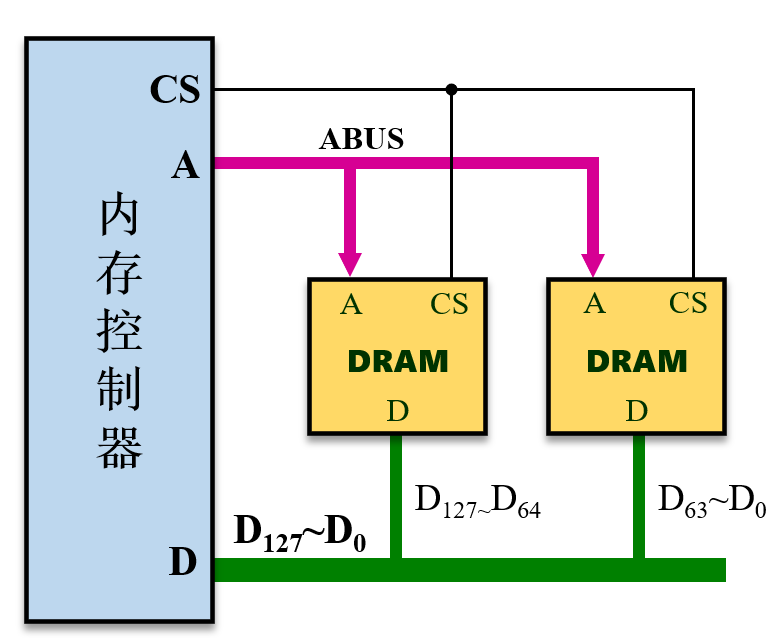 CS
ABUS
A
内存控制器
A CS
DRAM
D
A CS
DRAM
D
D127~D64
D63~D0
D127~D0
D